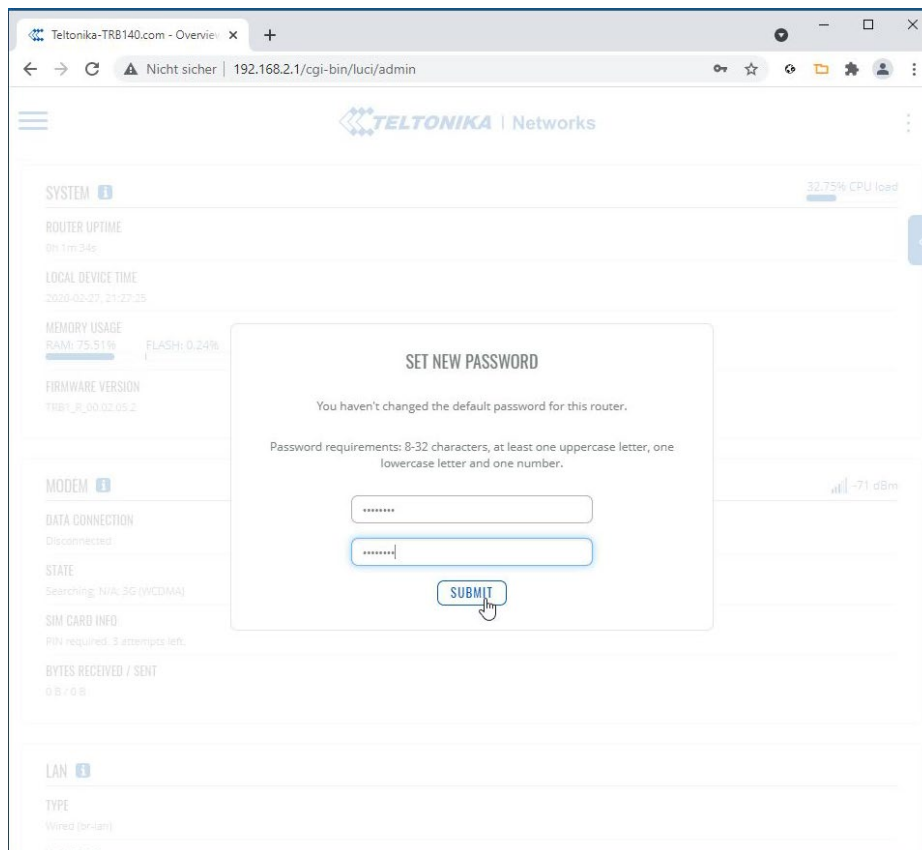 Teltonika-TRB140.com - Overvie
Nicht sicher | 192.168.2.1/cgi-bin/luci/admin
TELTONIKA | Networks
SYSTEM
32.75% CPU load
ROUTER UPTIME
0h 1m 34s
LOCAL DEVICE TIME
2020-02-27, 21:27:25
MEMORY USAGE
RAM: 75.51% FLASH: 0.24%
FIRMWARE VERSION
TRB1_R_00.02.05.2
SET NEW PASSWORD
You haven't changed the default password for this router.
Password requirements: 8-32 characters, at least one uppercase letter, one
lowercase letter and one number.
SUBMIT
MODEM
-71 dBm
DATA CONNECTION
Disconnected
STATE
Searching; N/A; 3G (WCDMA)
SIM CARD INFO
PIN required. 3 attempts left.
BYTES RECEIVED / SENT
0 B / 0 B
LAN
TYPE
Wired (br-lan)